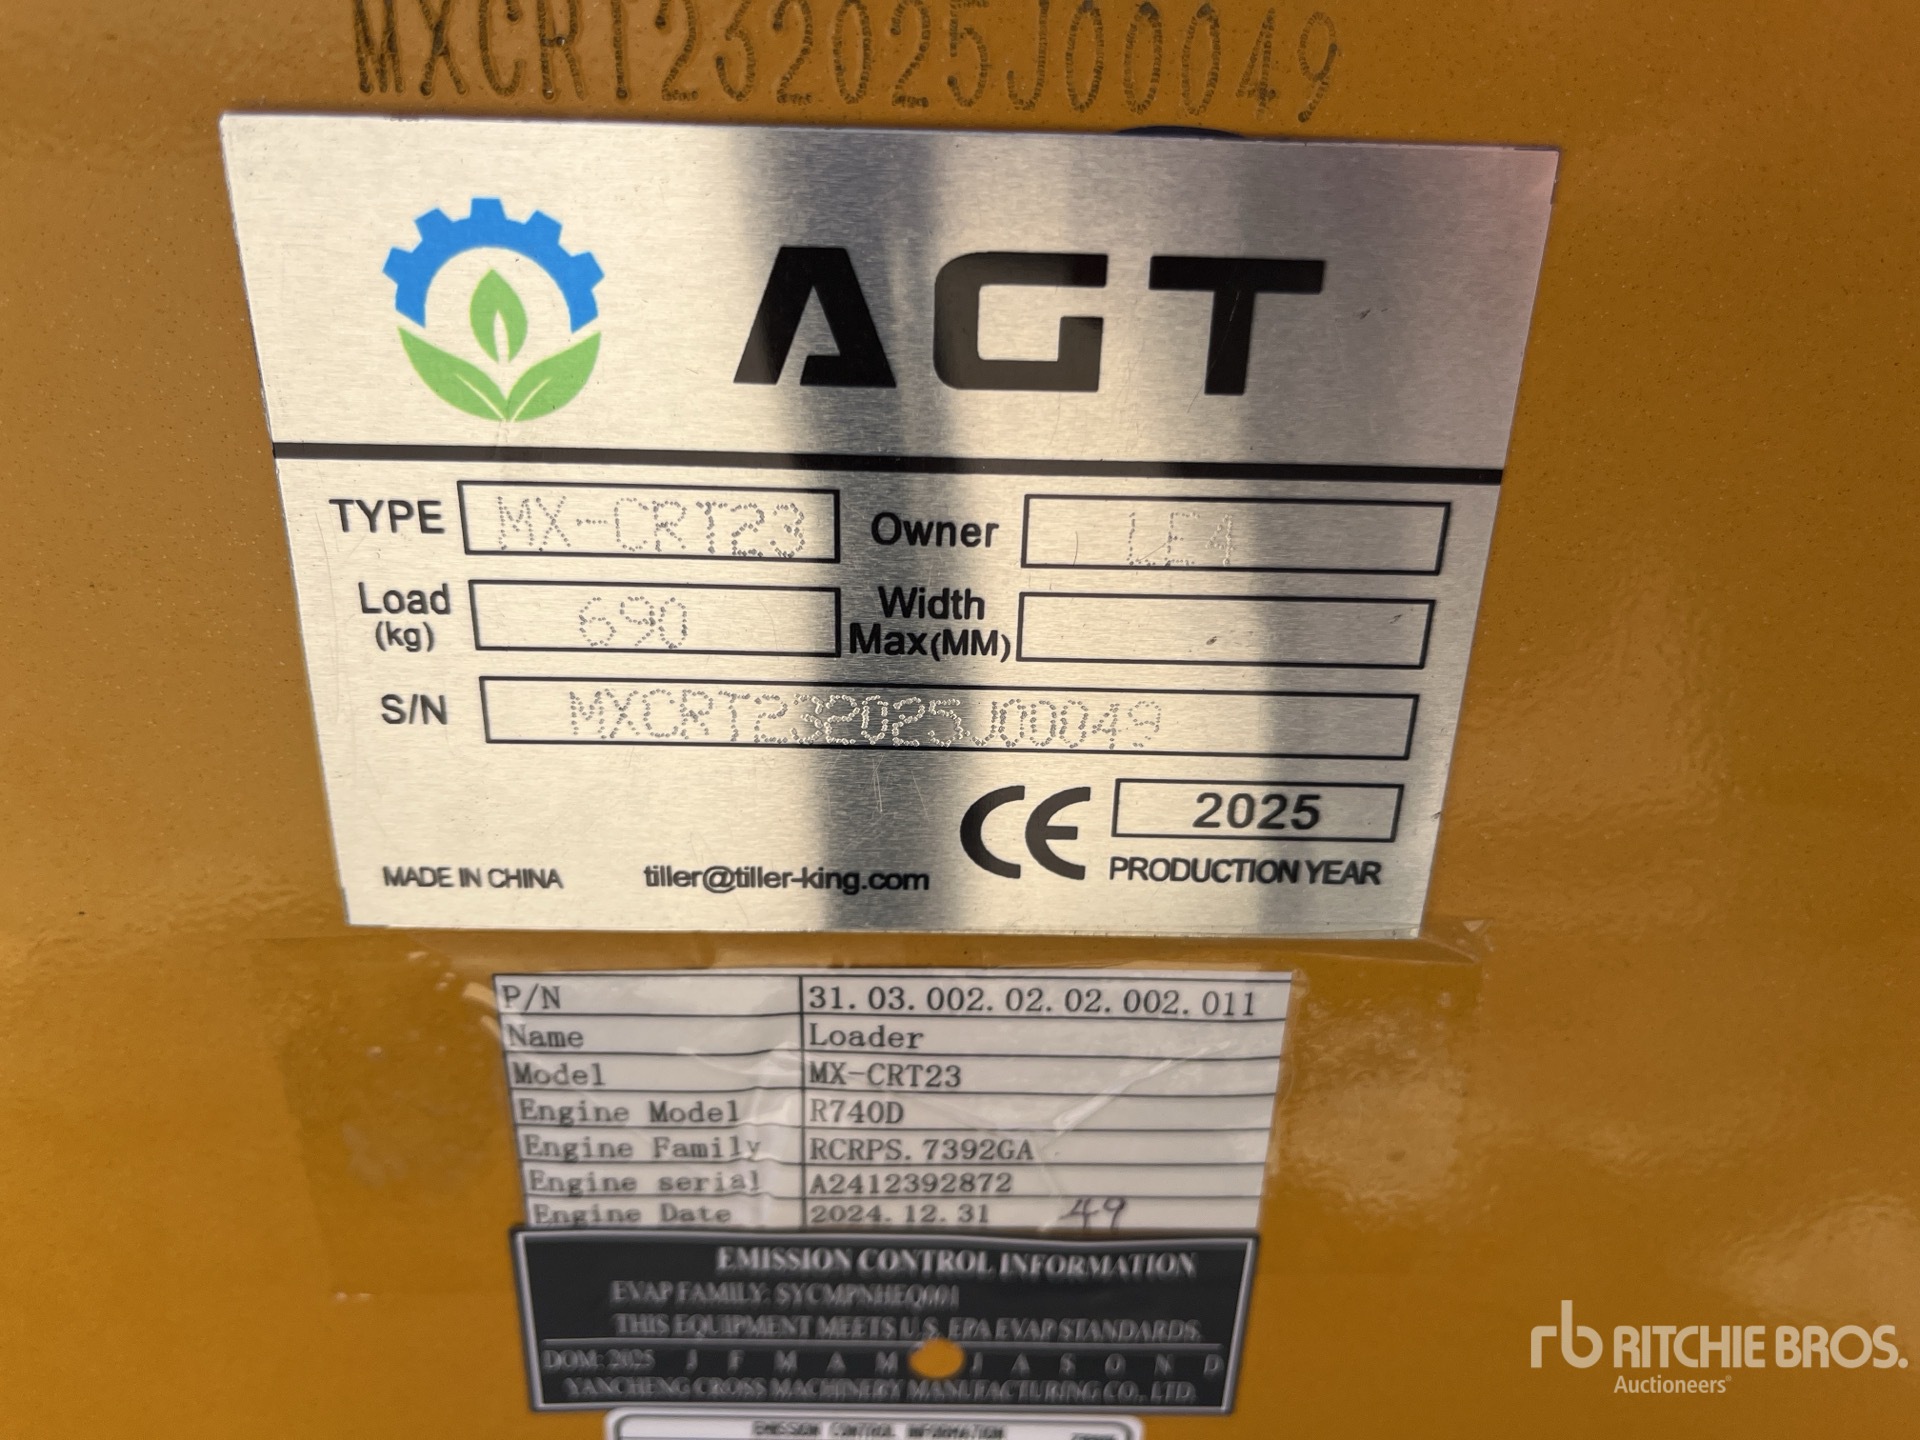 MXCRT232025J00049
AGT
TYPE MX-CRT23 Owner LE4
Load (kg) 690 Width Max(MM)
S/N MXCRT232025J00049
CE 2025
MADE IN CHINA tiller@tiller-king.com PRODUCTION YEAR
P/N 31.03.002.02.02.002.011
Name Loader
Model MX-CRT23
Engine Model R740D
Engine Family RCRPS.7392GA
Engine serial A2412392872
Engine Date 2024.12.31 49
EMISSION CONTROL INFORMATION
EVAP FAMILY: SYCMPNHEQ001
THIS EQUIPMENT MEETS U.S. EPA EVAP STANDARDS.
DOM: 2025 J F M A M J A S O N D
YANCHENG CROSS MACHINERY MANUFACTURING CO., LTD.
EMISSION CONTROL INFORMATION
rb RITCHIE BROS.
Auctioneers